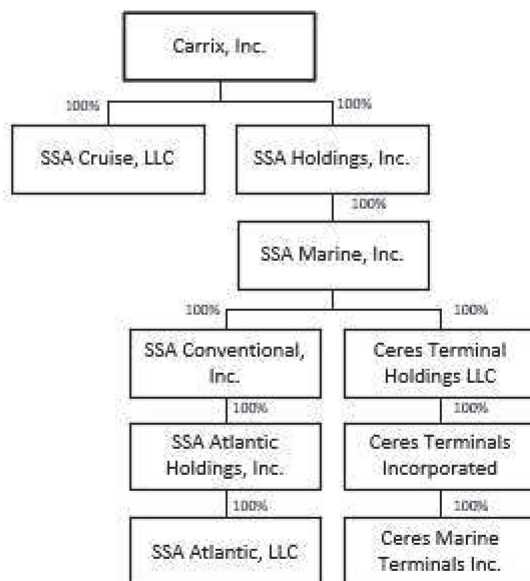 Carrix, Inc.
100%
100%
SSA Cruise, LLC
SSA Holdings, Inc.
100%
SSA Marine, Inc.
100%
100%
SSA Conventional,
Inc.
Ceres Terminal
Holdings LLC
100%
100%
SSA Atlantic
Holdings, Inc.
Ceres Terminals
Incorporated
100%
100%
SSA Atlantic, LLC
Ceres Marine
Terminals Inc.